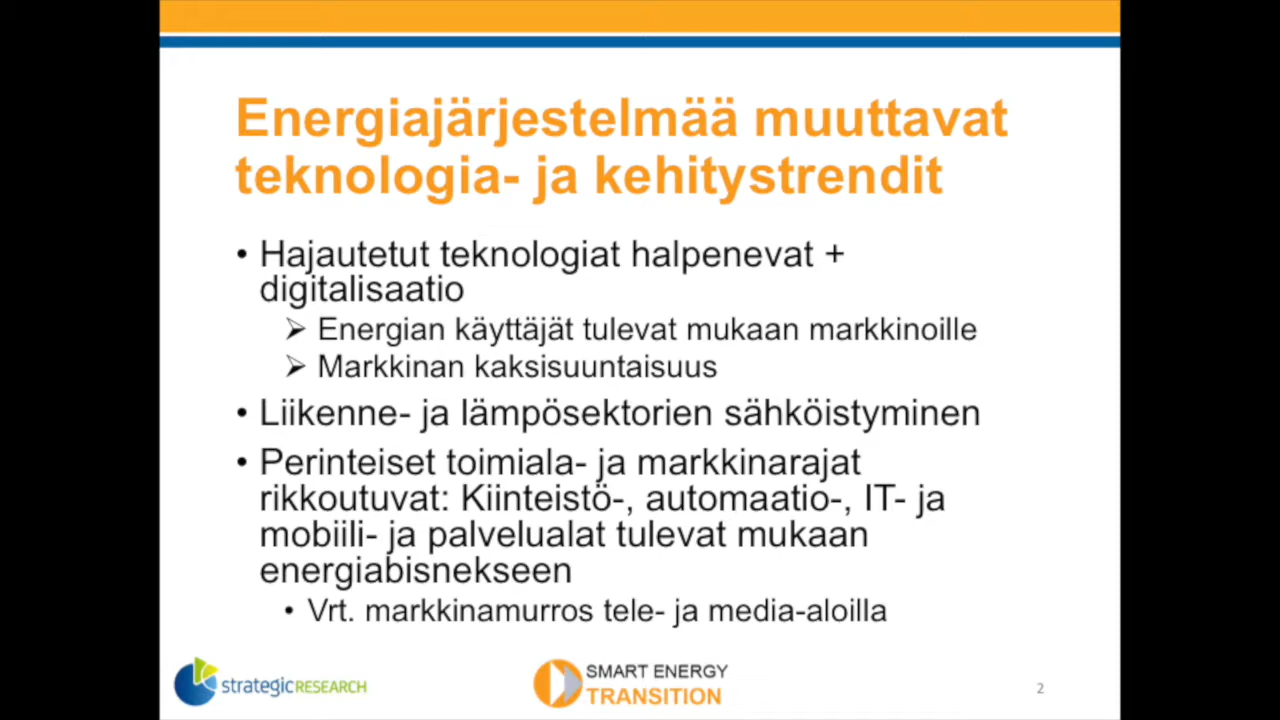 Energiajärjestelmää muuttavat
teknologia- ja kehitystrendit
• Hajautetut teknologiat halpenevat +
digitalisaatio
➢ Energian käyttäjät tulevat mukaan markkinoille
➢ Markkinan kaksisuuntaisuus
• Liikenne- ja lämpösektorien sähköistyminen
• Perinteiset toimiala- ja markkinarajat
rikkoutuvat: Kiinteistö-, automaatio-, IT- ja
mobiili- ja palvelualat tulevat mukaan
energiabisnekseen
• Vrt. markkinamurros tele- ja media-aloilla
strategicRESEARCH
SMART ENERGY
TRANSITION
2